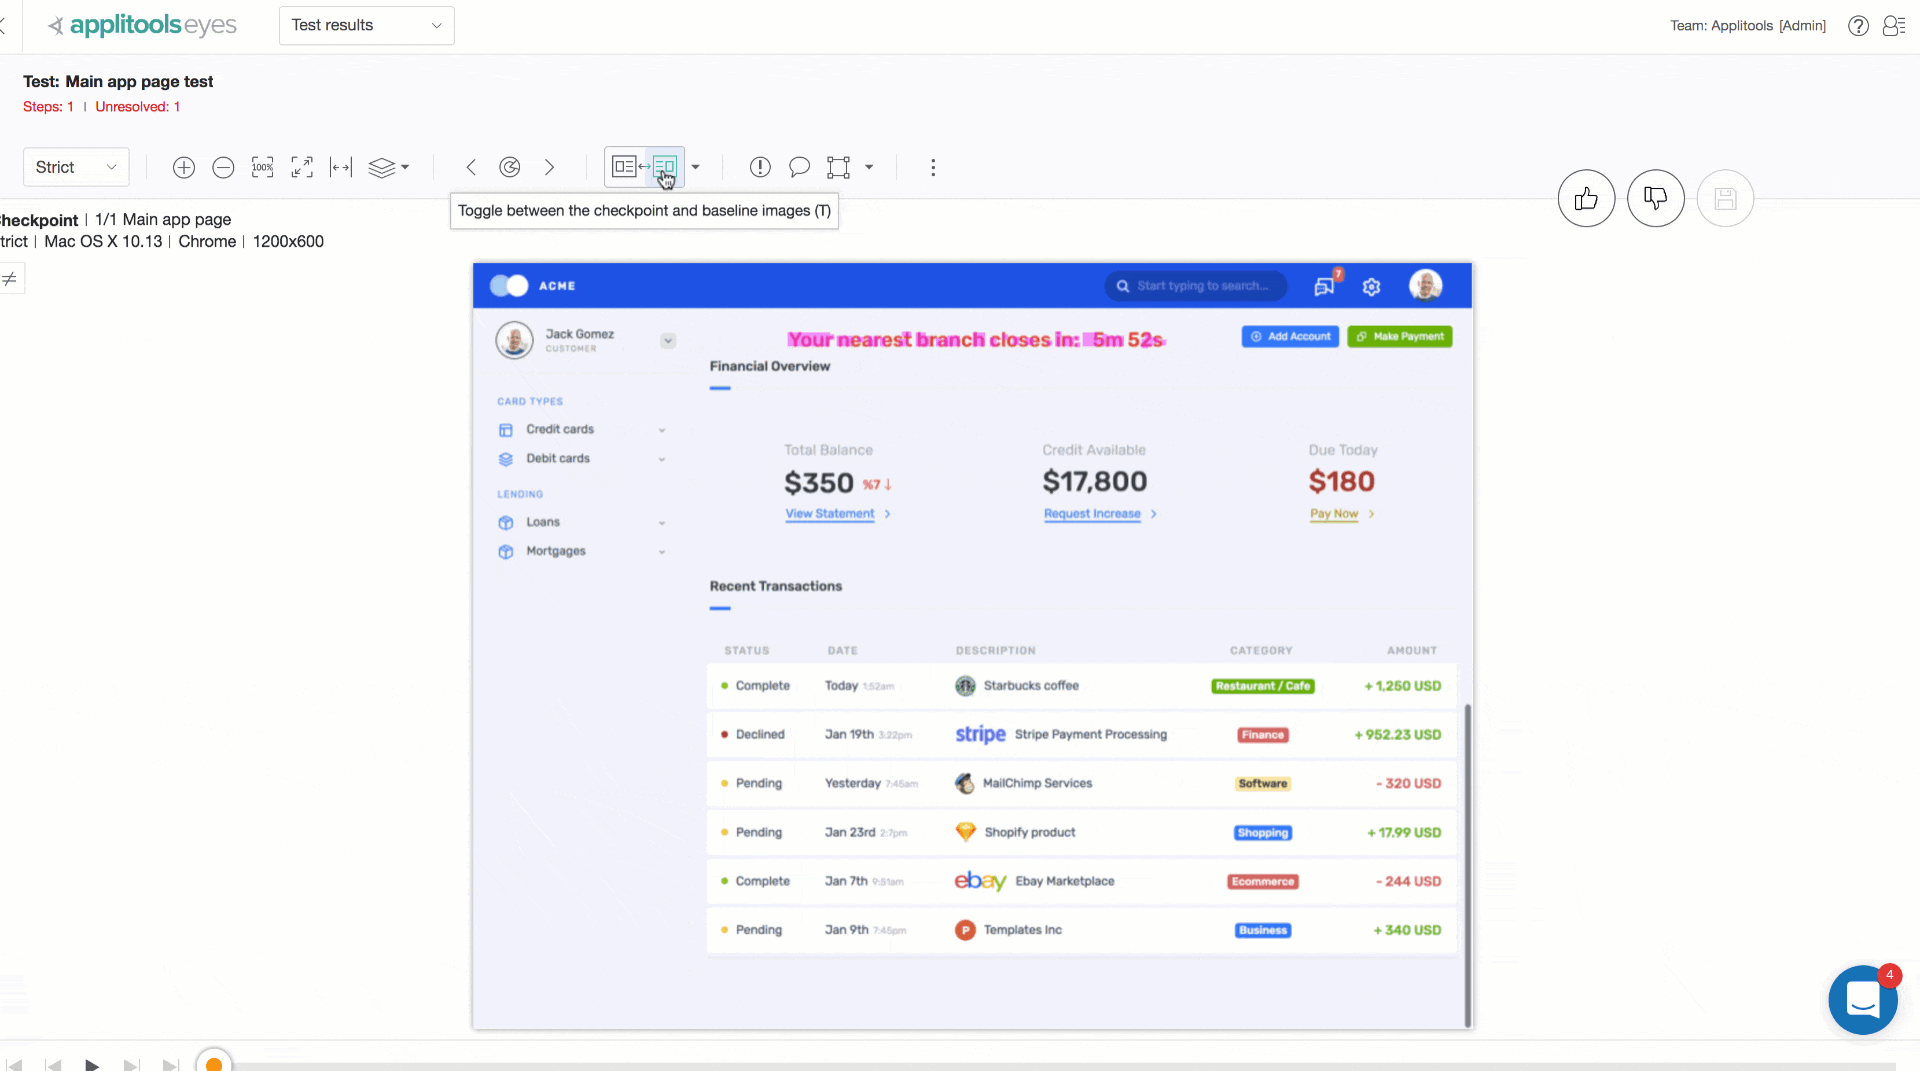 applitools eyes
Test results
Team: Applitools [Admin]
Test: Main app page test
Steps: 1 | Unresolved: 1
Strict
100%
Toggle between the checkpoint and baseline images (T)
heckpoint | 1/1 Main app page
trict | Mac OS X 10.13 | Chrome | 1200x600
ACME
Start typing to search...
7
Jack Gomez
CUSTOMER
Your nearest branch closes in: 5m 52s
Add Account
Make Payment
Financial Overview
CARD TYPES
Credit cards
Debit cards
LENDING
Loans
Mortgages
Total Balance
$350 %7 ↓
View Statement
Credit Available
$17,800
Request Increase
Due Today
$180
Pay Now
Recent Transactions
STATUS DATE DESCRIPTION CATEGORY AMOUNT
Complete Today 1:52am Starbucks coffee Restaurant / Cafe + 1,250 USD
Declined Jan 19th 3:22pm stripe Stripe Payment Processing Finance + 952.23 USD
Pending Yesterday 7:45am MailChimp Services Software - 320 USD
Pending Jan 23rd 2:7pm Shopify product Shopping + 17.99 USD
Complete Jan 7th 9:51am ebay Ebay Marketplace Ecommerce - 244 USD
Pending Jan 9th 7:45pm P Templates Inc Business + 340 USD
4